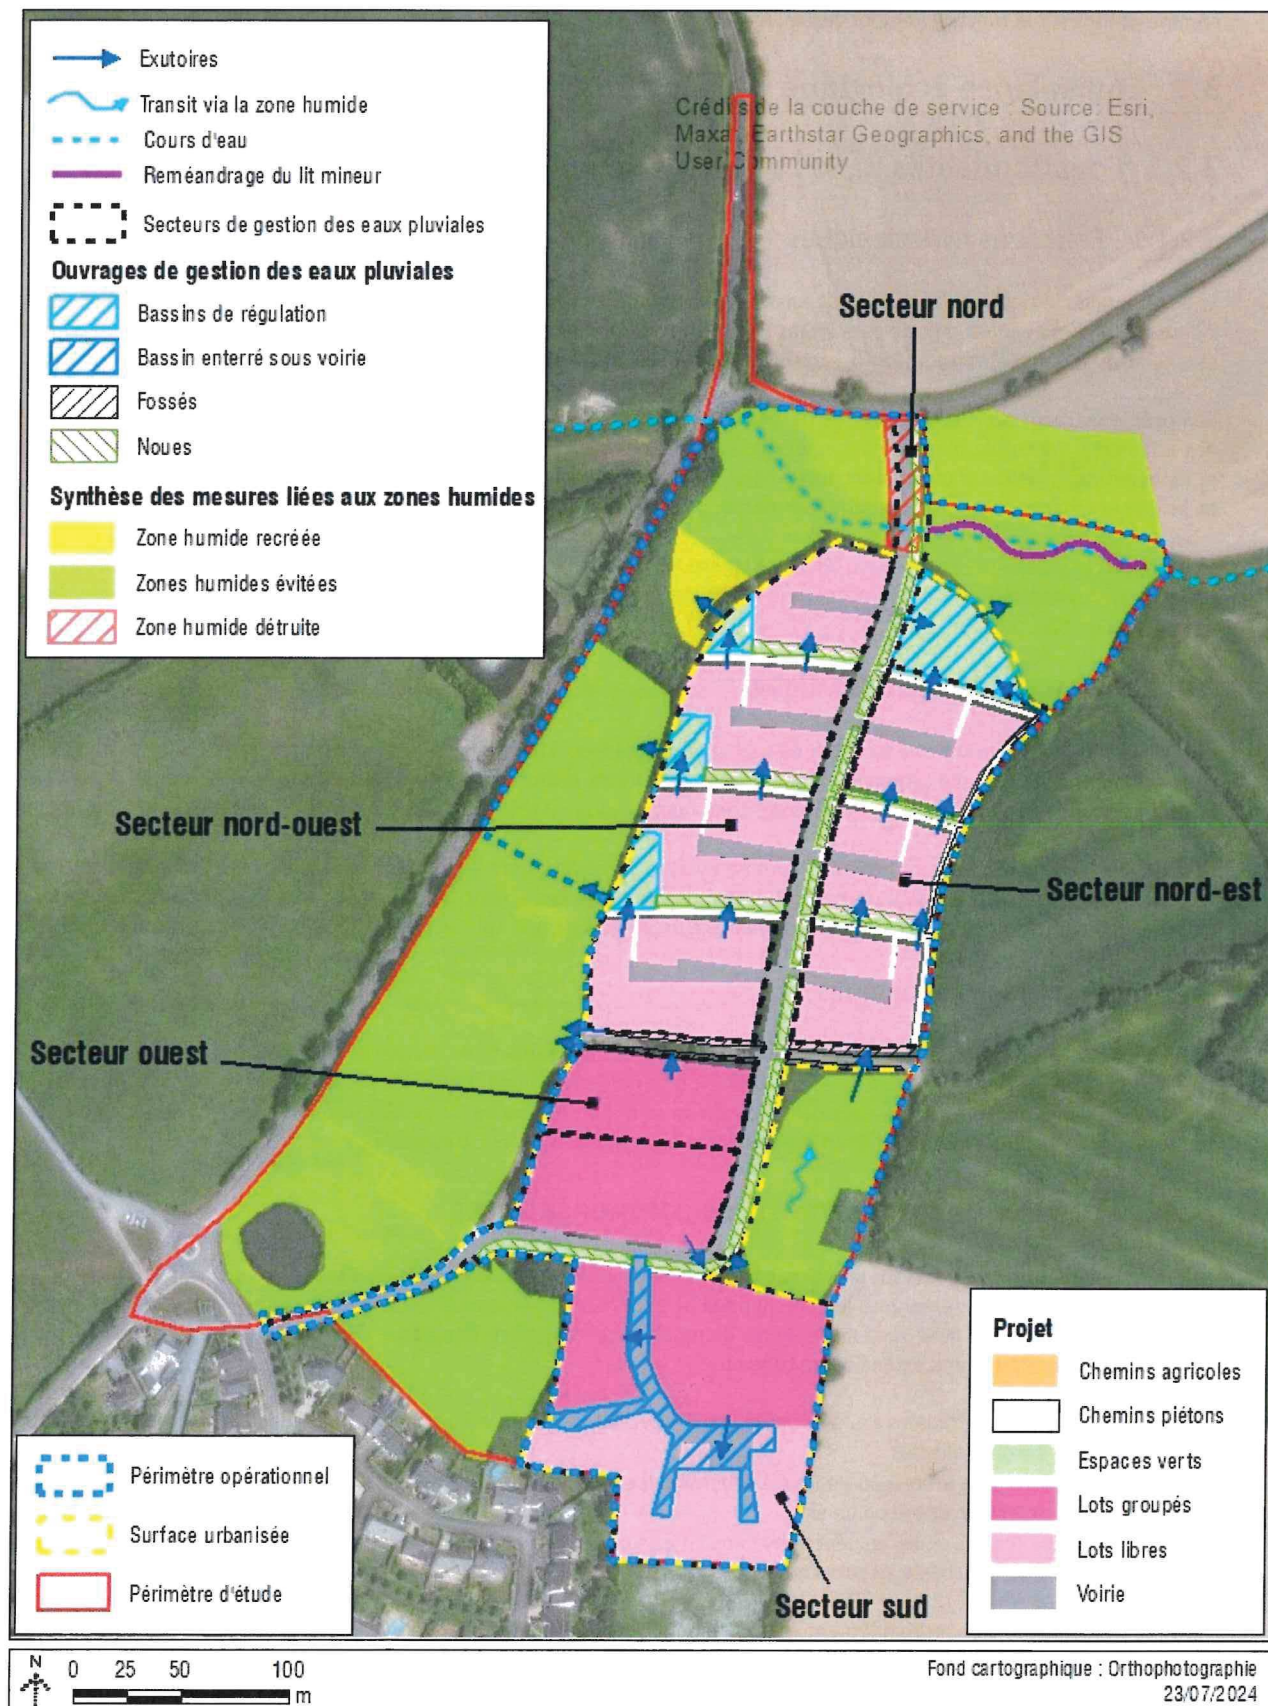 Exutoires
Transit via la zone humide
Cours d'eau
Reméandrage du lit mineur
Secteurs de gestion des eaux pluviales
Ouvrages de gestion des eaux pluviales
Bassins de régulation
Bassin enterré sous voirie
Fossés
Noues
Synthèse des mesures liées aux zones humides
Zone humide recréée
Zones humides évitées
Zone humide détruite
Crédits de la couche de service : Source: Esri,
Maxar, Earthstar Geographics, and the GIS
User Community
Secteur nord
Secteur nord-ouest
Secteur nord-est
Secteur ouest
Secteur sud
Projet
Chemins agricoles
Chemins piétons
Espaces verts
Lots groupés
Lots libres
Voirie
Périmètre opérationnel
Surface urbanisée
Périmètre d'étude
N
0 25 50 100
m
Fond cartographique : Orthophotographie
23/07/2024